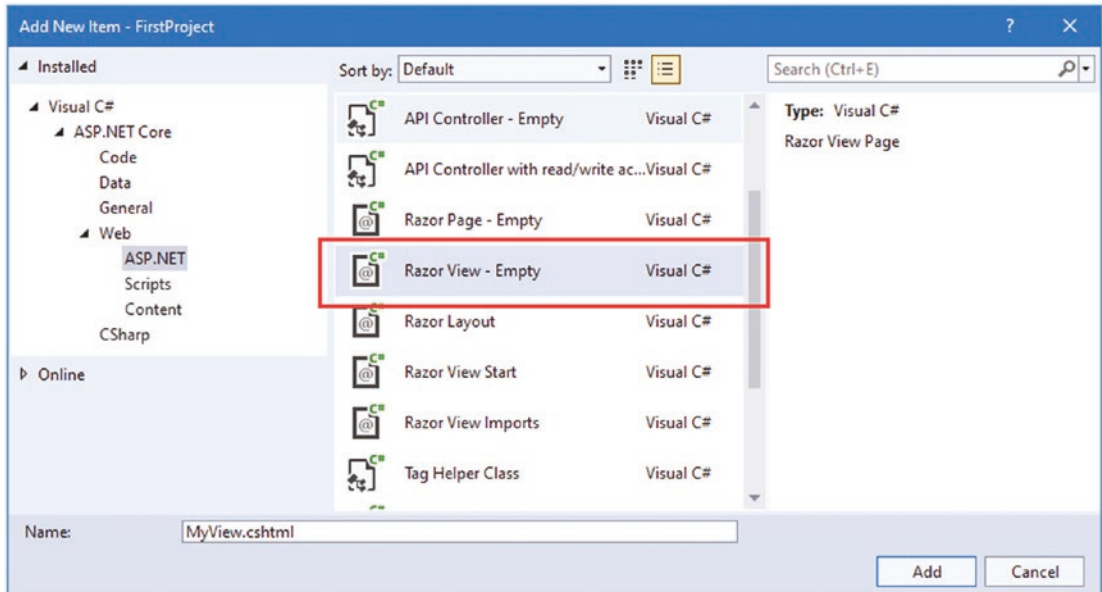 Add New Item - FirstProject ? ×
Installed
Sort by: Default
Search (Ctrl+E)
Visual C#
ASP.NET Core
Code
Data
General
Web
ASP.NET
Scripts
Content
CSharp
Online
C# API Controller - Empty Visual C#
C# API Controller with read/write ac...Visual C#
C# @ Razor Page - Empty Visual C#
C# @ Razor View - Empty Visual C#
C# @ Razor Layout Visual C#
C# @ Razor View Start Visual C#
C# @ Razor View Imports Visual C#
C# Tag Helper Class Visual C#
Type: Visual C#
Razor View Page
Name: MyView.cshtml
Add Cancel